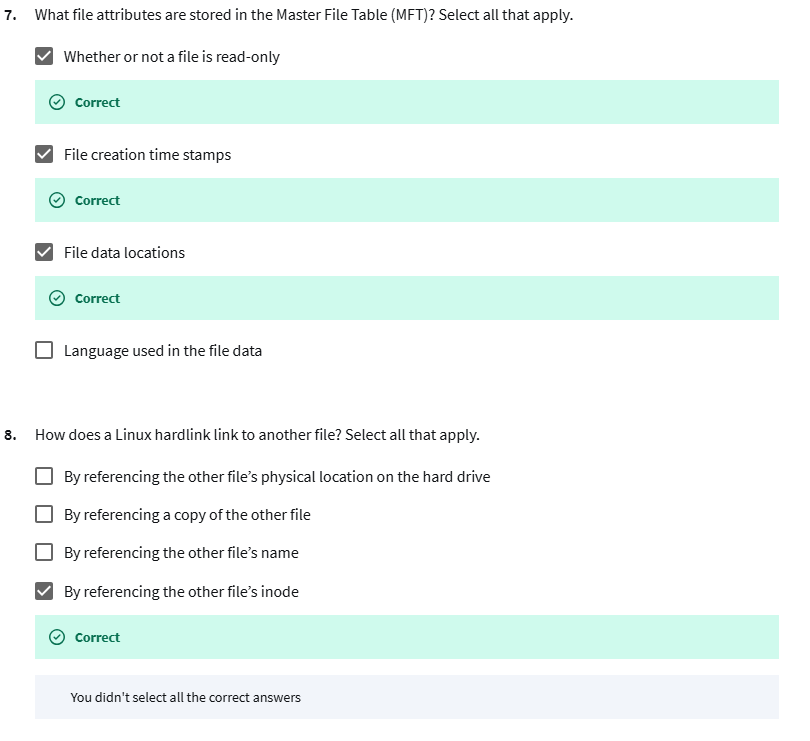 7. What file attributes are stored in the Master File Table (MFT)? Select all that apply.
Whether or not a file is read-only
Correct
File creation time stamps
Correct
File data locations
Correct
Language used in the file data
8. How does a Linux hardlink link to another file? Select all that apply.
By referencing the other file’s physical location on the hard drive
By referencing a copy of the other file
By referencing the other file’s name
By referencing the other file’s inode
Correct
You didn't select all the correct answers